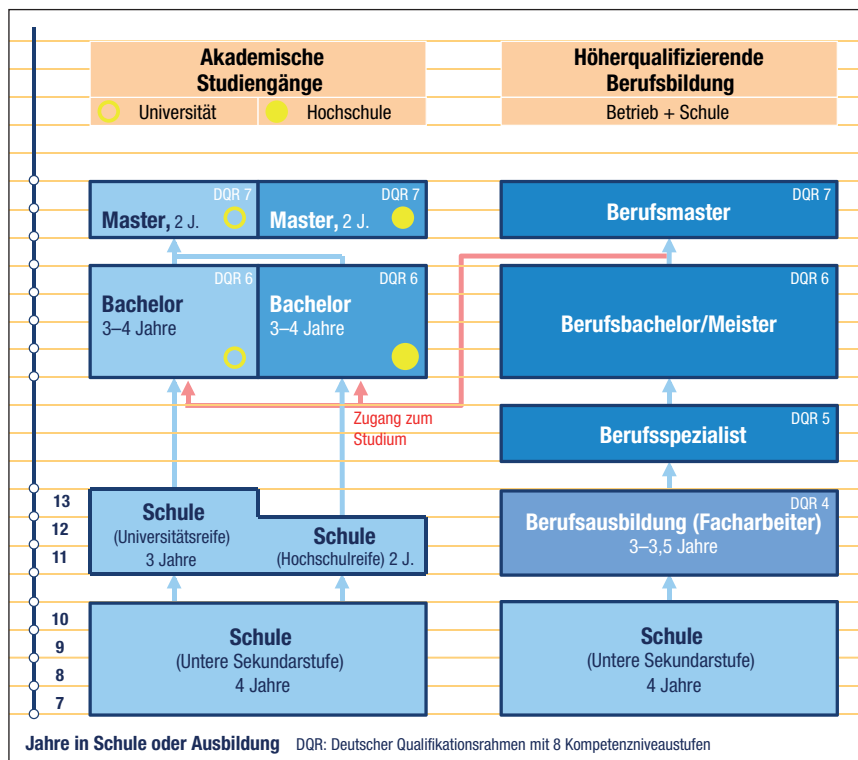 Akademische
Studiengänge
Universität
Hochschule
Höherqualifizierende
Berufsbildung
Betrieb + Schule
DQR 7
Master, 2 J.
DQR 7
Master, 2 J.
DQR 7
Berufsmaster
DQR 6
Bachelor
3–4 Jahre
DQR 6
Bachelor
3–4 Jahre
DQR 6
Berufsbachelor/Meister
Zugang zum
Studium
DQR 5
Berufsspezialist
13
12
11
Schule
(Universitätsreife)
3 Jahre
Schule
(Hochschulreife) 2 J.
DQR 4
Berufsausbildung (Facharbeiter)
3–3,5 Jahre
10
9
8
7
Schule
(Untere Sekundarstufe)
4 Jahre
Schule
(Untere Sekundarstufe)
4 Jahre
Jahre in Schule oder Ausbildung DQR: Deutscher Qualifikationsrahmen mit 8 Kompetenzniveaustufen